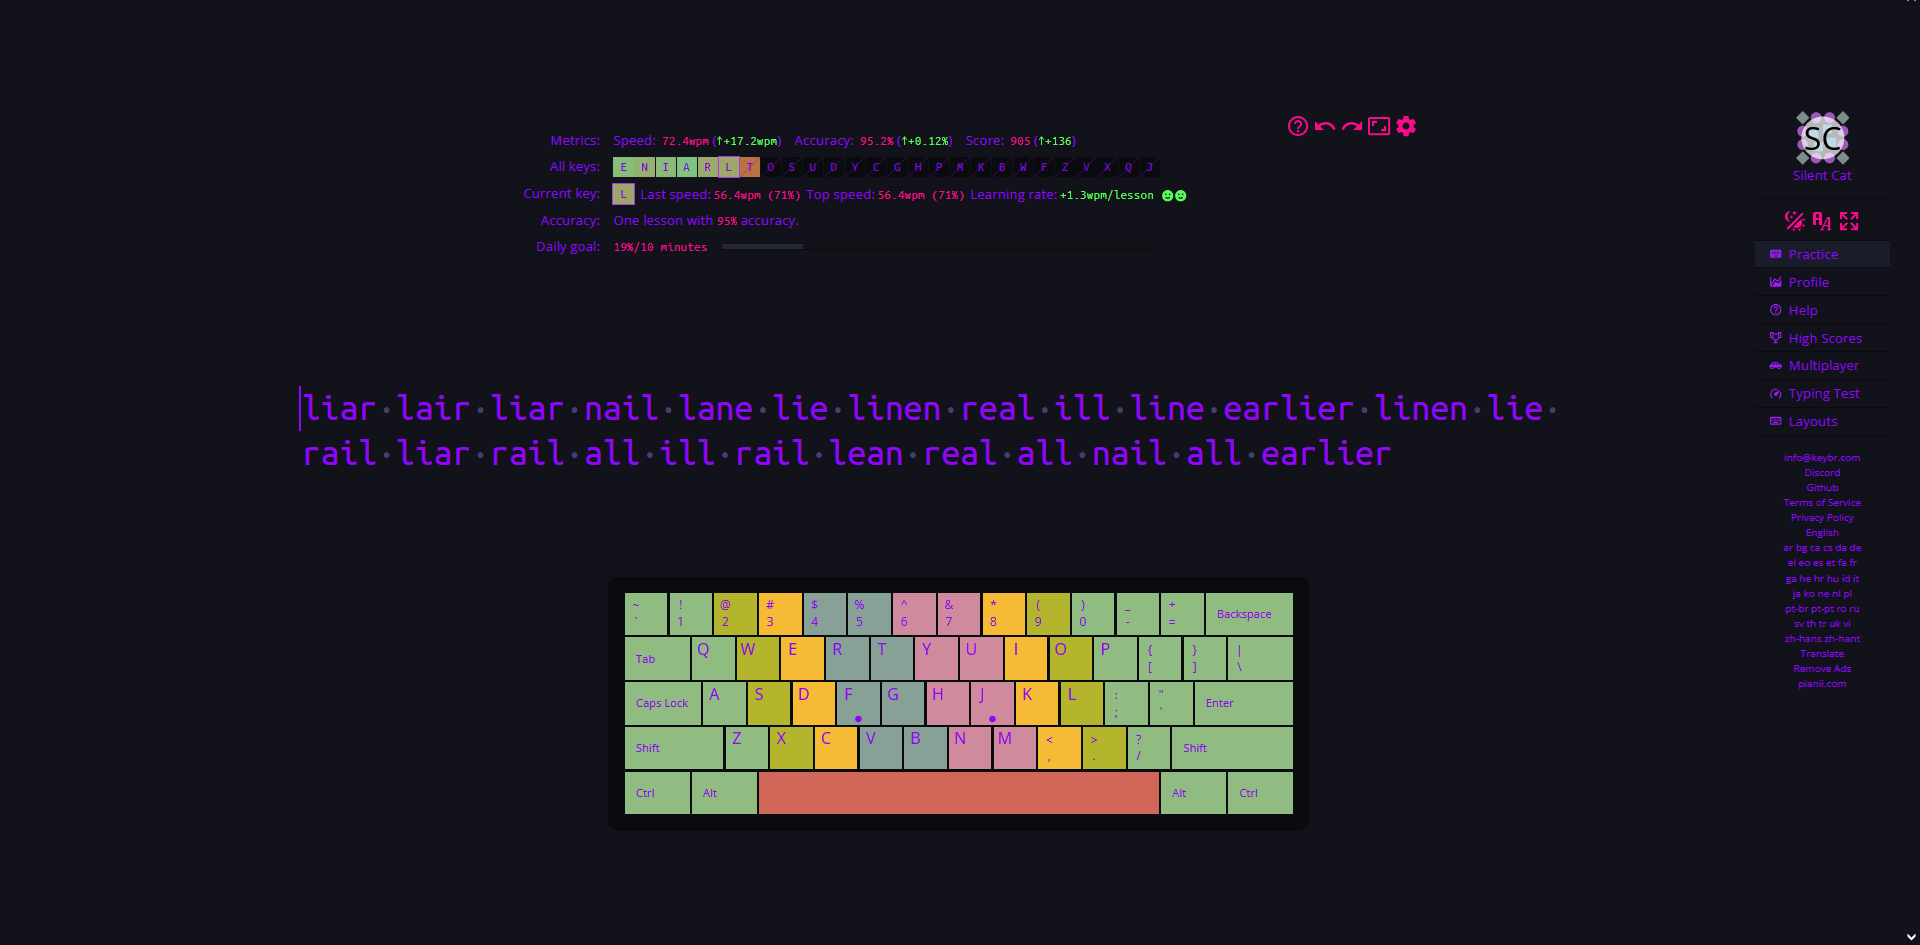 Metrics: Speed: 72.4wpm (↑+17.2wpm) Accuracy: 95.2% (↑+0.12%) Score: 905 (↑+136)
All keys: E N I A R L T O S U D Y C G H P M K B W F Z V X Q J
Current key: L Last speed: 56.4wpm (71%) Top speed: 56.4wpm (71%) Learning rate: +1.3wpm/lesson
Accuracy: One lesson with 95% accuracy.
Daily goal: 19%/10 minutes
liar·lair·liar·nail·lane·lie·linen·real·ill·line·earlier·linen·lie·
rail·liar·rail·all·ill·rail·lean·real·all·nail·all·earlier
~ ! @ # $ % ^ & * ( ) _ +
` 1 2 3 4 5 6 7 8 9 0 - = Backspace
Tab Q W E R T Y U I O P { [ } ] | \
Caps Lock A S D F G H J K L : ; " ' Enter
Shift Z X C V B N M < , > . ? / Shift
Ctrl Alt Alt Ctrl
SC
Silent Cat
Practice
Profile
Help
High Scores
Multiplayer
Typing Test
Layouts
info@keybr.com
Discord
Github
Terms of Service
Privacy Policy
English
ar bg ca cs da de
el eo es et fa fr
ga he hr hu id it
ja ko ne nl pl
pt-br pt-pt ro ru
sv th tr uk vi
zh-hans zh-hant
Translate
Remove Ads
pianil.com